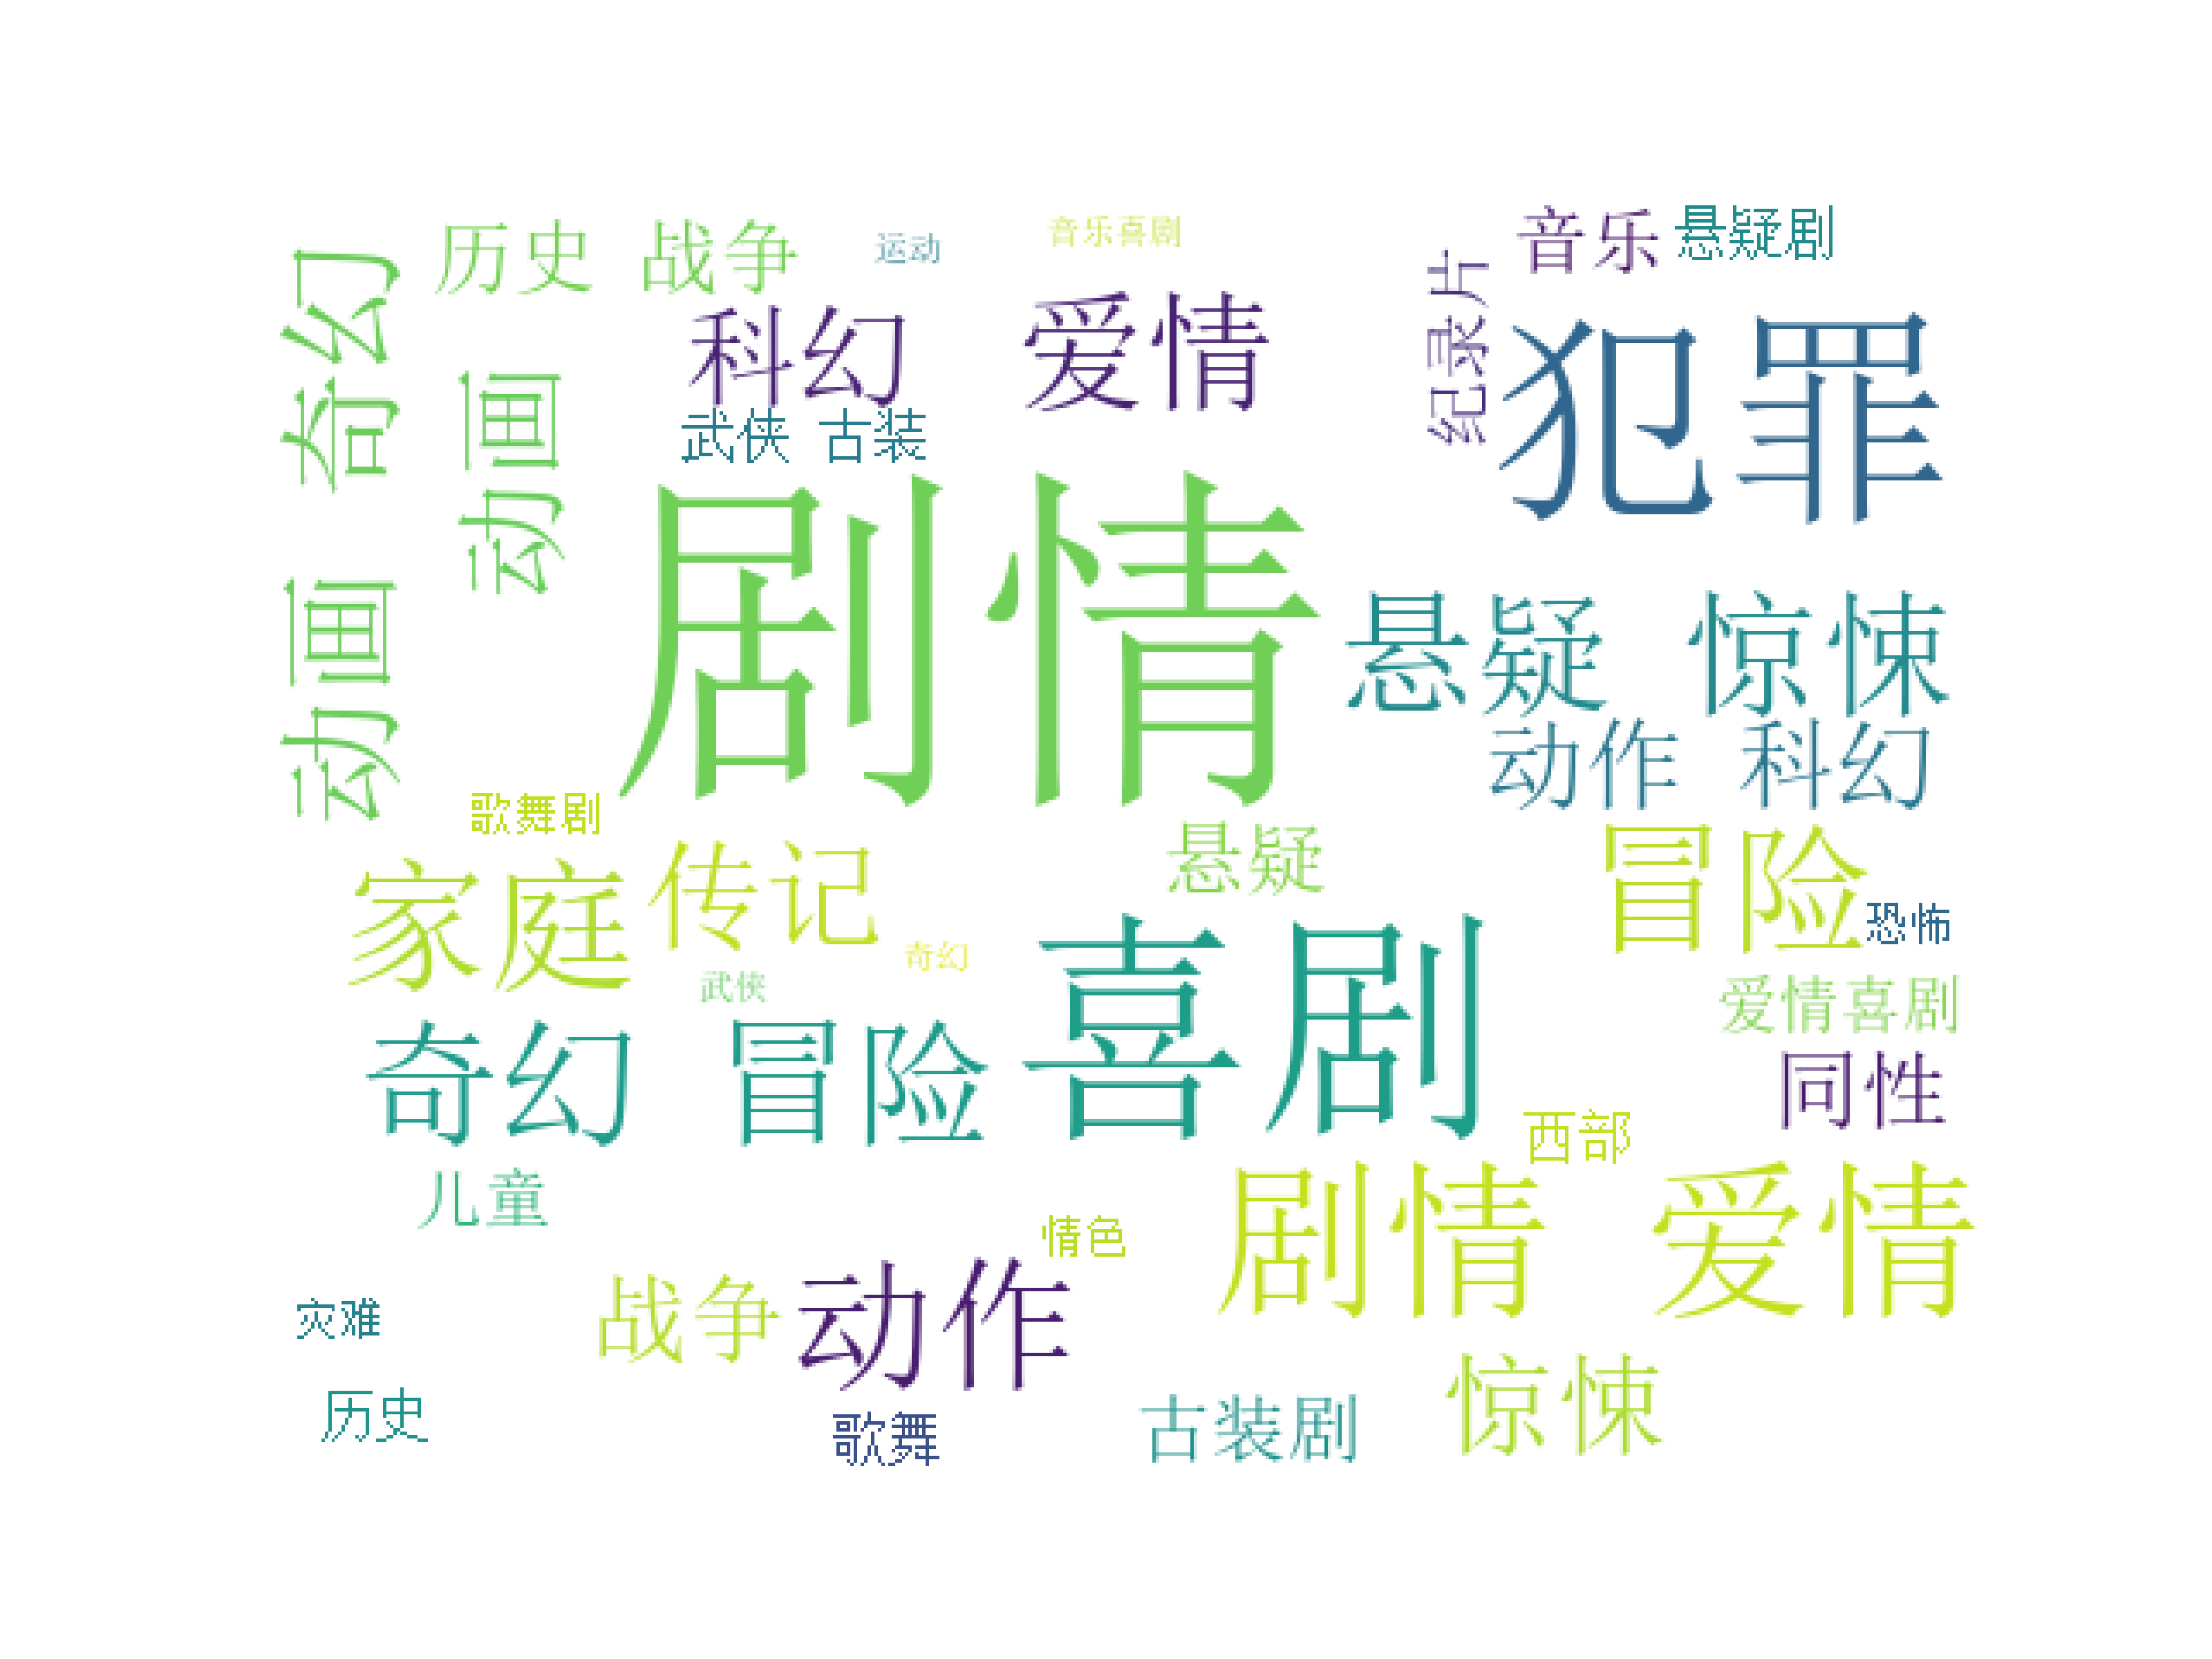 历史 战争
运动
音乐喜剧
音乐
悬疑剧
动画 奇幻
动画
科幻
爱情
纪录片
犯罪
武侠 古装
剧情
悬疑 惊悚
动作 科幻
歌舞剧
家庭
传记
悬疑
冒险
恐怖
奇幻
武侠
喜剧
爱情喜剧
奇幻 冒险
同性
西部
儿童
剧情 爱情
情色
灾难
战争
动作
惊悚
历史
歌舞
古装剧